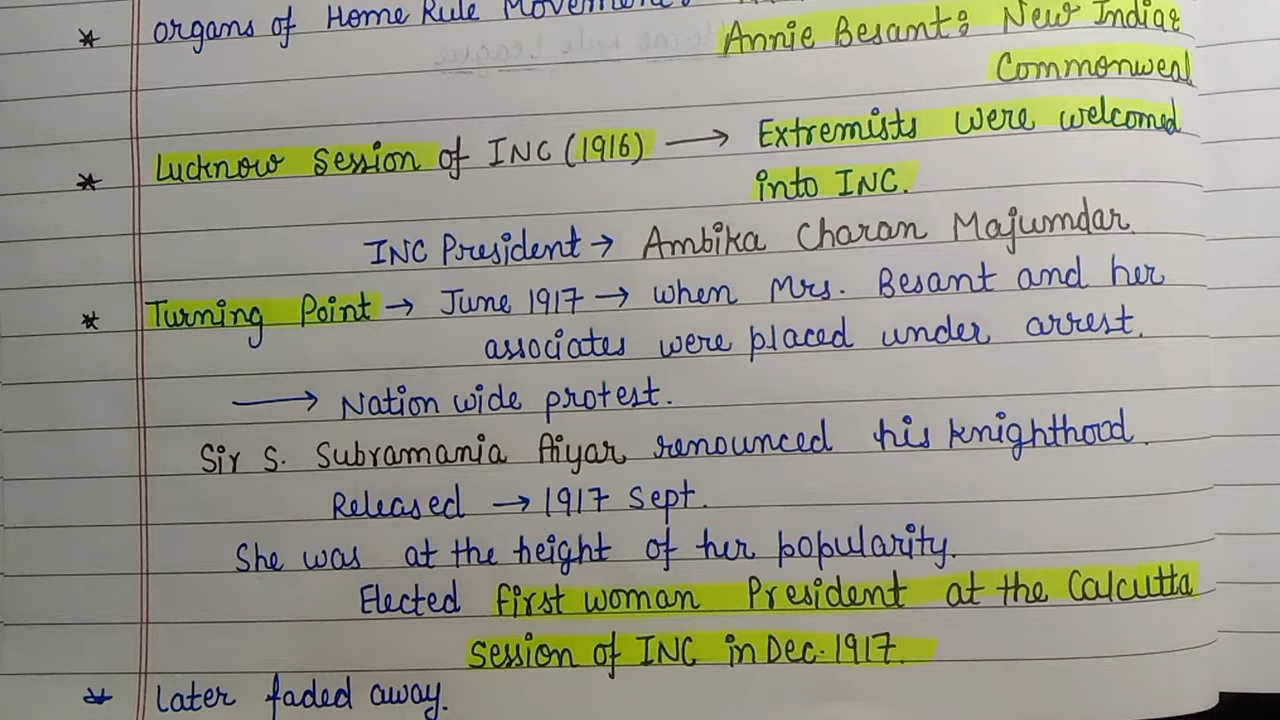 * organs of Home Rule Movement:
Annie Besant: New India &
Commonweal
* Lucknow session of INC (1916) → Extremists were welcomed
into INC.
INC President → Ambika Charan Majumdar.
* Turning Point → June 1917 → when Mrs. Besant and her
associates were placed under arrest.
→ Nation wide protest.
Sir S. Subramania Aiyar renounced his knighthood.
Released → 1917 Sept.
She was at the height of her popularity.
Elected first woman President at the Calcutta
session of INC in Dec. 1917.
* later faded away.